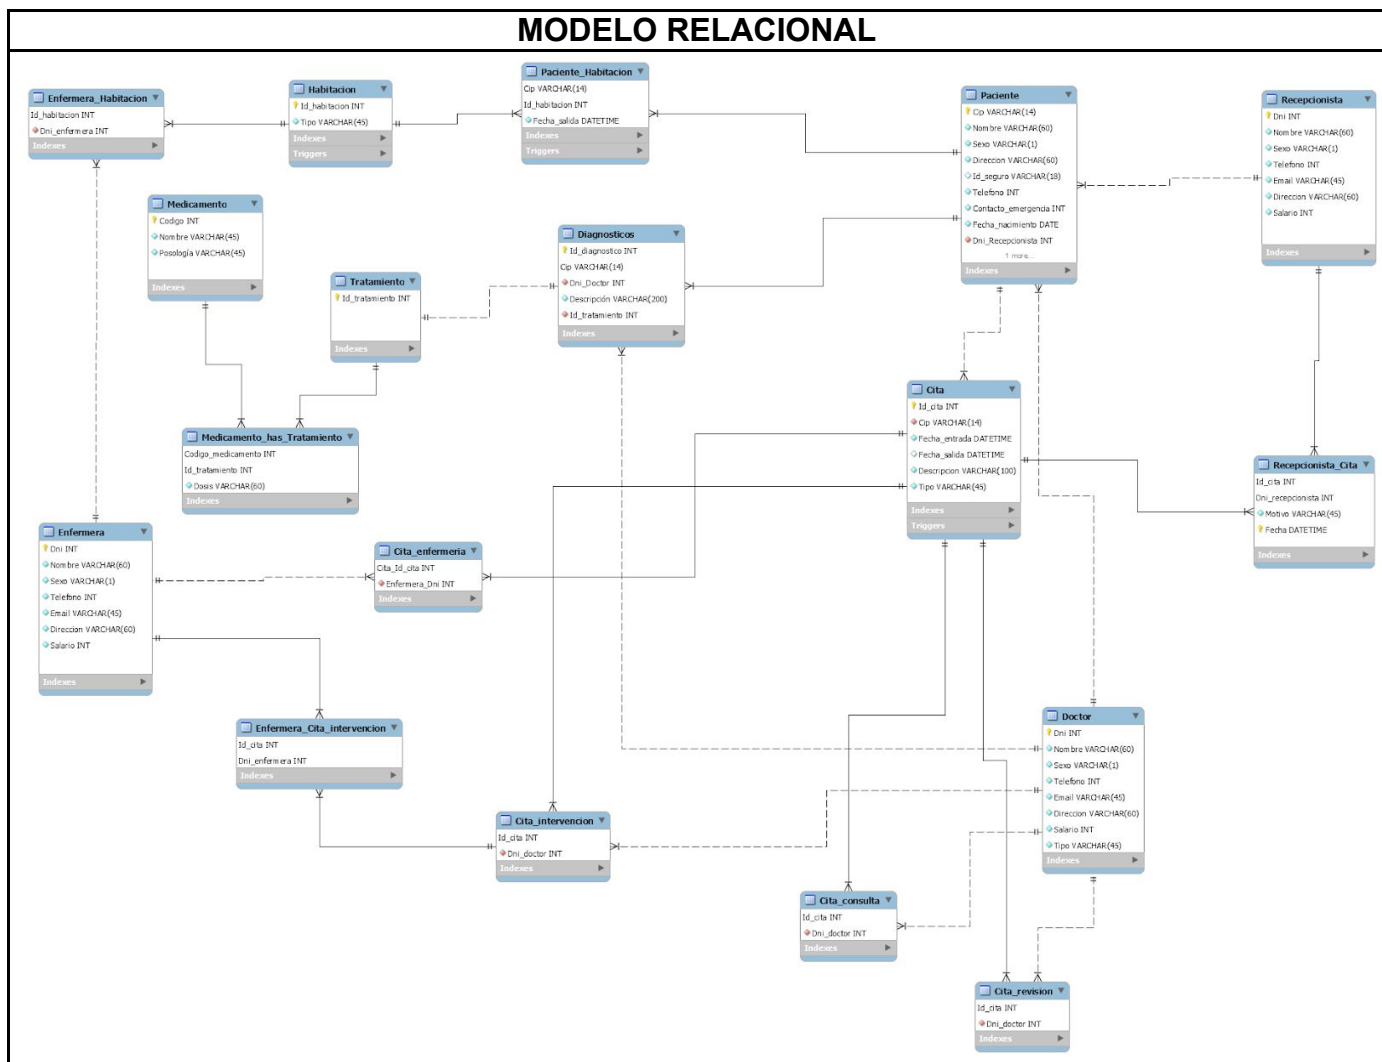 MODELO RELACIONAL
Enfermera_Habitacion
Id_habitacion INT
Dni_enfermera INT
Indexes
Habitacion
Id_habitacion INT
Tipo VARCHAR(45)
Indexes
Triggers
Paciente_Habitacion
Cip VARCHAR(14)
Id_habitacion INT
Fecha_salida DATETIME
Indexes
Triggers
Paciente
Cip VARCHAR(14)
Nombre VARCHAR(60)
Sexo VARCHAR(1)
Direccion VARCHAR(60)
Id_seguro VARCHAR(18)
Telefono INT
Contacto_emergencia INT
Fecha_nacimiento DATE
Dni_Recepcionista INT
1 more...
Indexes
Recepcionista
Dni INT
Nombre VARCHAR(60)
Sexo VARCHAR(1)
Telefono INT
Email VARCHAR(45)
Direccion VARCHAR(60)
Salario INT
Indexes
Medicamento
Codigo INT
Nombre VARCHAR(45)
Posología VARCHAR(45)
Indexes
Tratamiento
Id_tratamiento INT
Indexes
Diagnosticos
Id_diagnostico INT
Cip VARCHAR(14)
Dni_Doctor INT
Descripción VARCHAR(200)
Id_tratamiento INT
Indexes
Medicamento_has_Tratamiento
Codigo_medicamento INT
Id_tratamiento INT
Dosis VARCHAR(60)
Indexes
Cita
Id_cita INT
Cip VARCHAR(14)
Fecha_entrada DATETIME
Fecha_salida DATETIME
Descripcion VARCHAR(100)
Tipo VARCHAR(45)
Indexes
Triggers
Recepcionista_Cita
Id_cita INT
Dni_recepcionista INT
Motivo VARCHAR(45)
Fecha DATETIME
Indexes
Enfermera
Dni INT
Nombre VARCHAR(60)
Sexo VARCHAR(1)
Telefono INT
Email VARCHAR(45)
Direccion VARCHAR(60)
Salario INT
Indexes
Cita_enfermeria
Cita_Id_cita INT
Enfermera_Dni INT
Indexes
Enfermera_Cita_intervencion
Id_cita INT
Dni_enfermera INT
Indexes
Cita_intervencion
Id_cita INT
Dni_doctor INT
Indexes
Doctor
Dni INT
Nombre VARCHAR(60)
Sexo VARCHAR(1)
Telefono INT
Email VARCHAR(45)
Direccion VARCHAR(60)
Salario INT
Tipo VARCHAR(45)
Indexes
Cita_consulta
Id_cita INT
Dni_doctor INT
Indexes
Cita_revision
Id_cita INT
Dni_doctor INT
Indexes